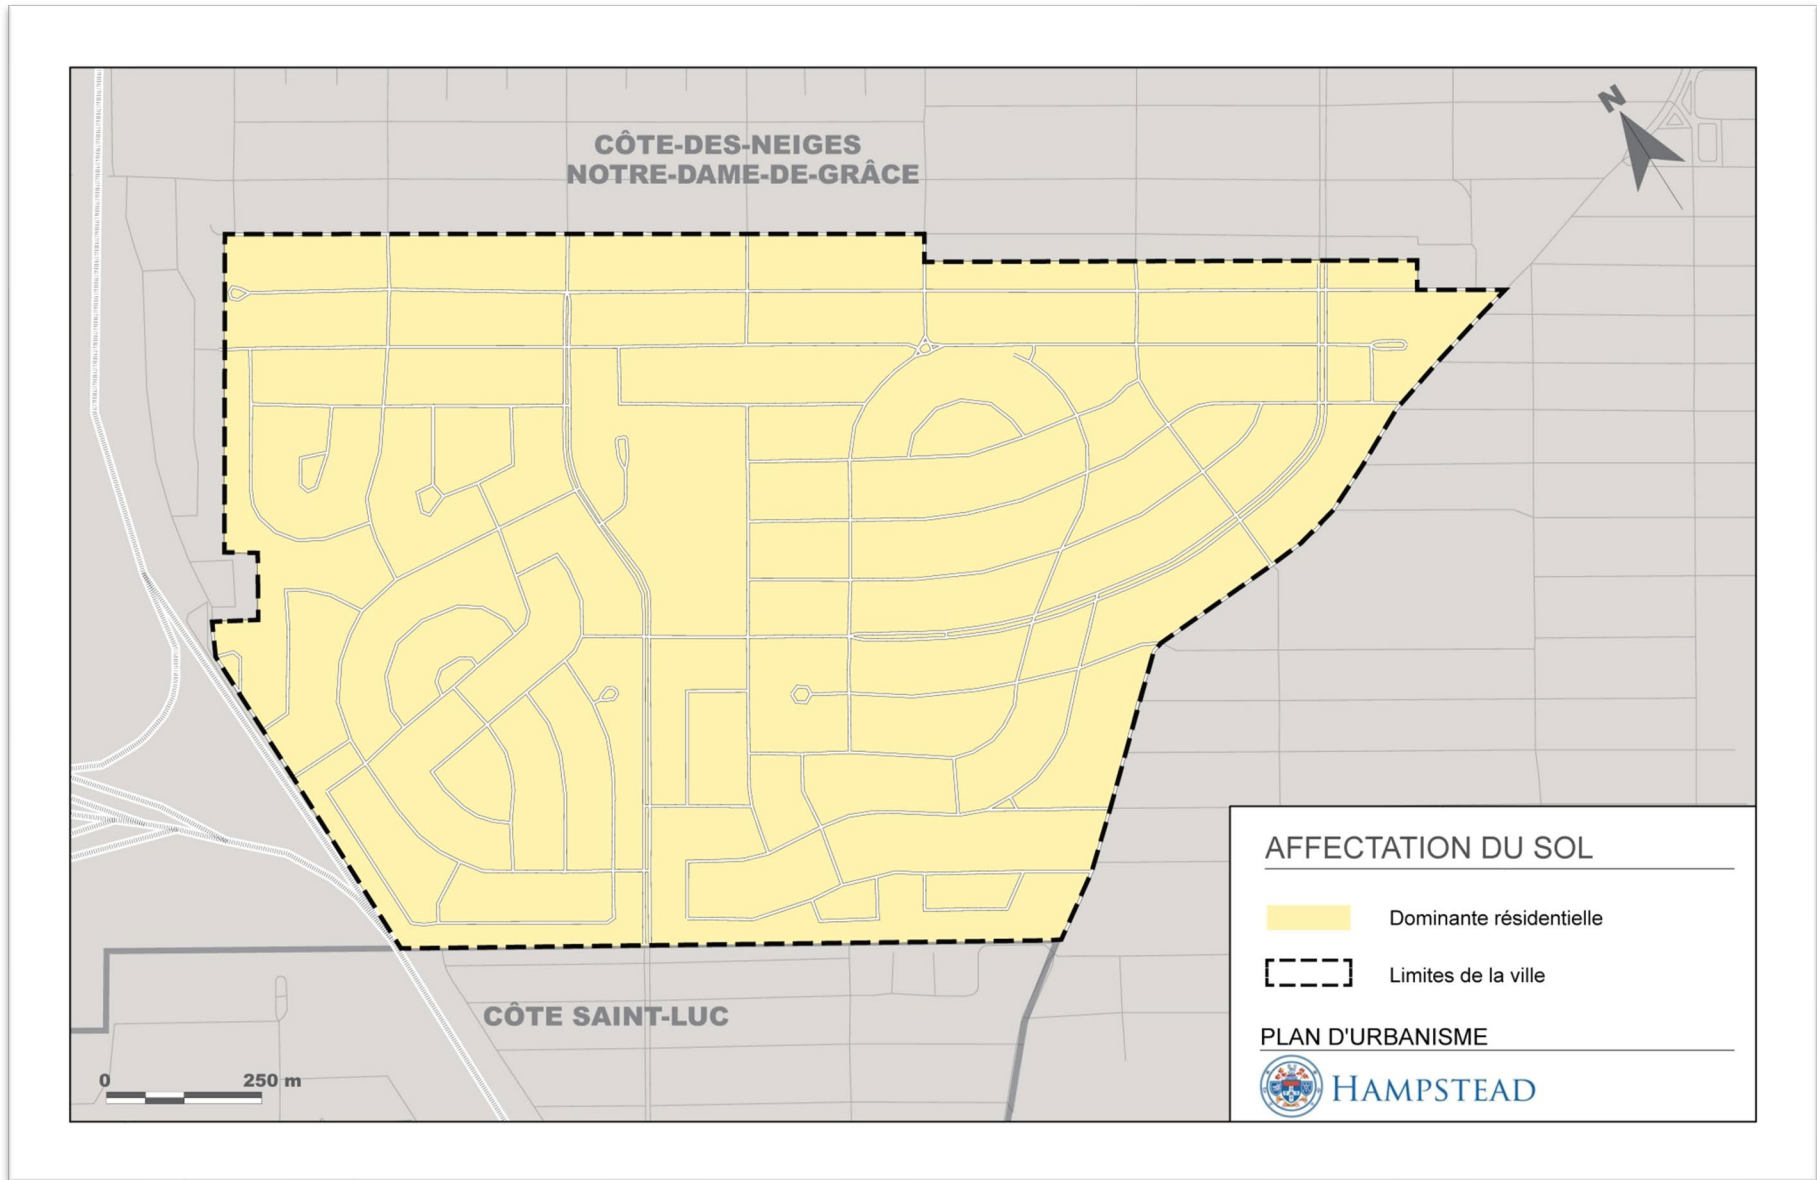 CÔTE-DES-NEIGES
NOTRE-DAME-DE-GRÂCE
N
AFFECTATION DU SOL
Dominante résidentielle
Limites de la ville
PLAN D'URBANISME
HAMPSTEAD
CÔTE SAINT-LUC
0 250 m